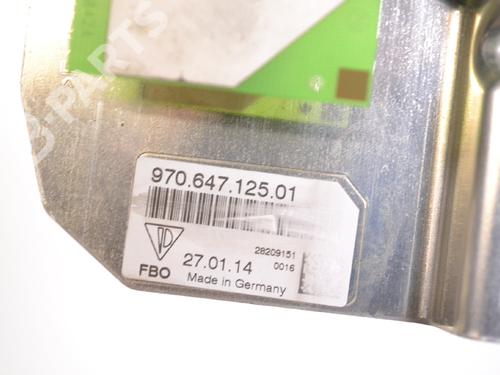 B-PARTS
970.647.125.01
28209151
0016
FBO
27.01.14
Made in Germany